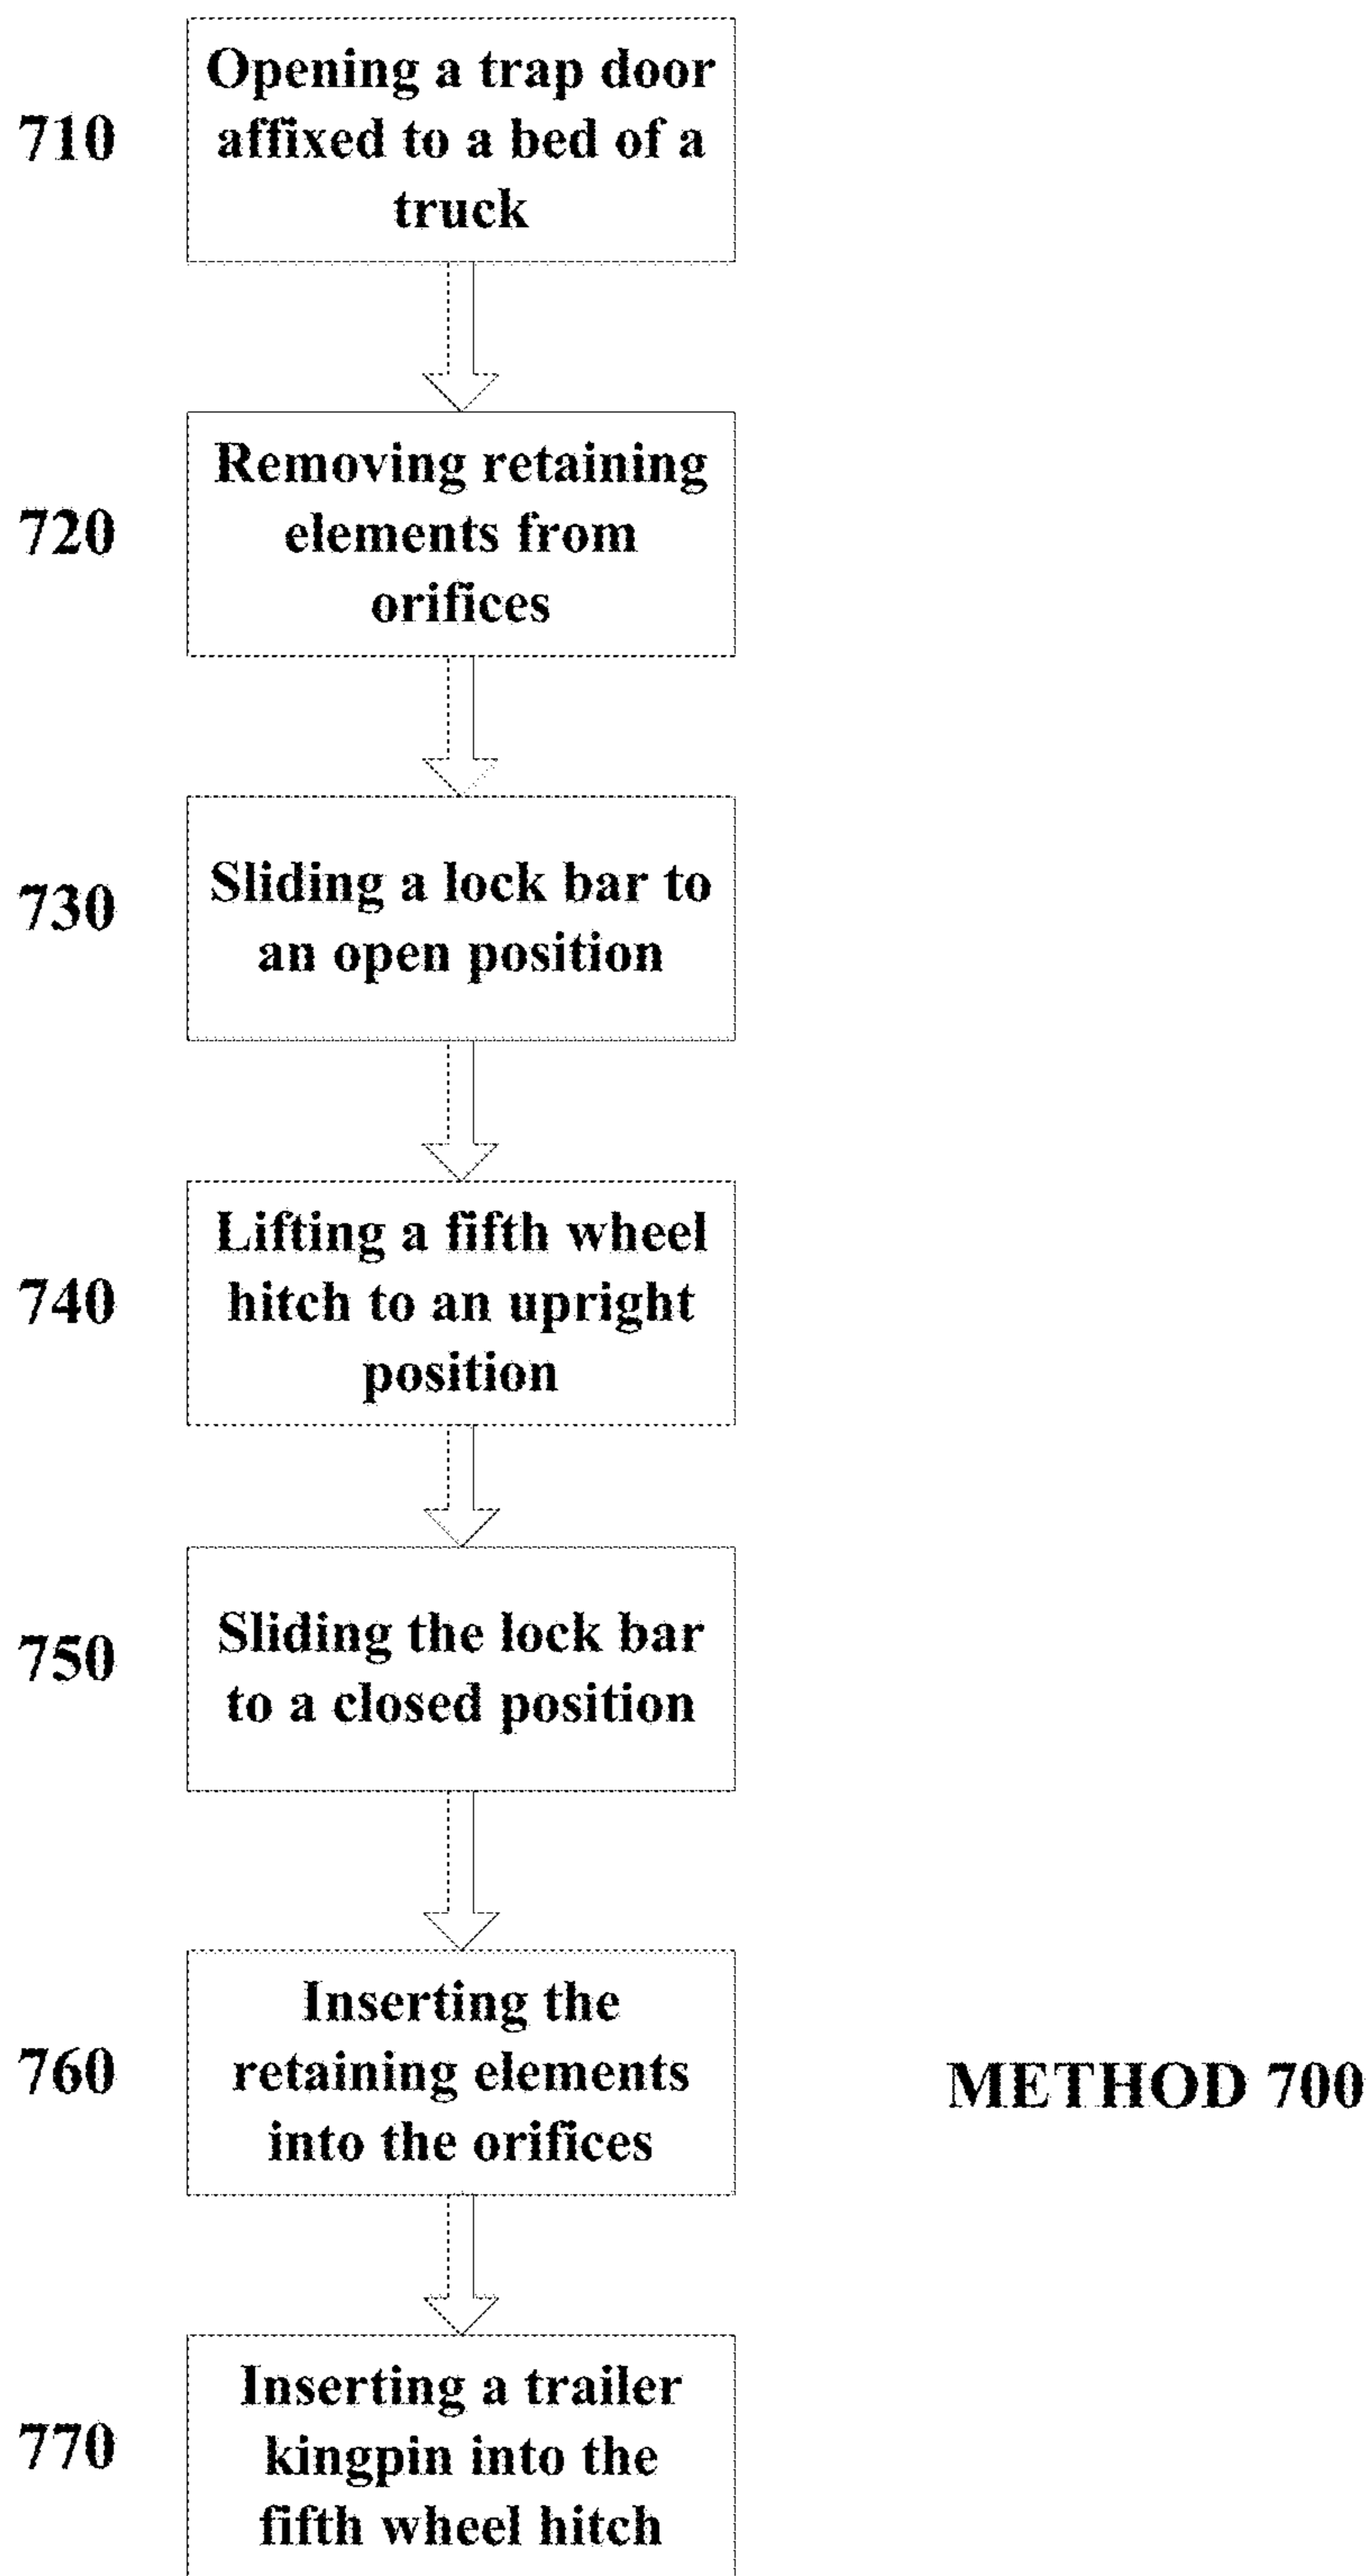 Opening a trap door
710 affixed to a bed of a
truck
Removing retaining
720 elements from
orifices
730 Sliding a lock bar to
an open position
Lifting a fifth wheel
740 hitch to an upright
position
750 Sliding the lock bar
to a closed position
Inserting the
760 retaining elements METHOD 700
into the orifices
Inserting a trailer
770 kingpin into the
fifth wheel hitch